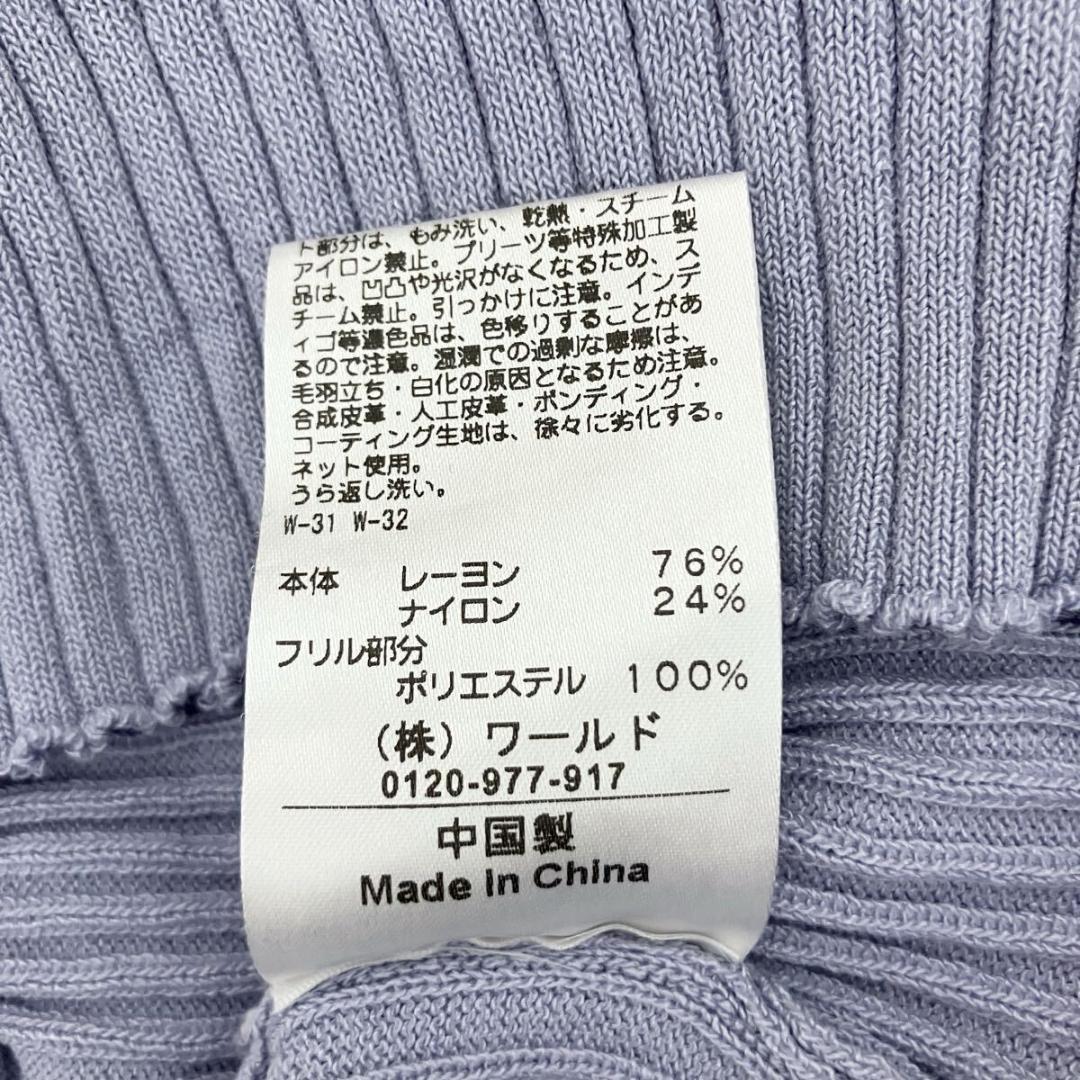 ト部分は、もみ洗い、乾熱・スチーム
アイロン禁止。プリーツ等特殊加工製
品は、凹凸や光沢がなくなるため、ス
チーム禁止。引っかけに注意。インデ
ィゴ等濃色品は、色移りすることがあ
るので注意。湿潤での過剰な摩擦は、
毛羽立ち・白化の原因となるため注意。
合成皮革・人工皮革・ボンディング・
コーティング生地は、徐々に劣化する。
ネット使用。
うら返し洗い。
W-31 W-32
本体 レーヨン 76%
ナイロン 24%
フリル部分
ポリエステル 100%
(株) ワールド
0120-977-917
中国製
Made in China